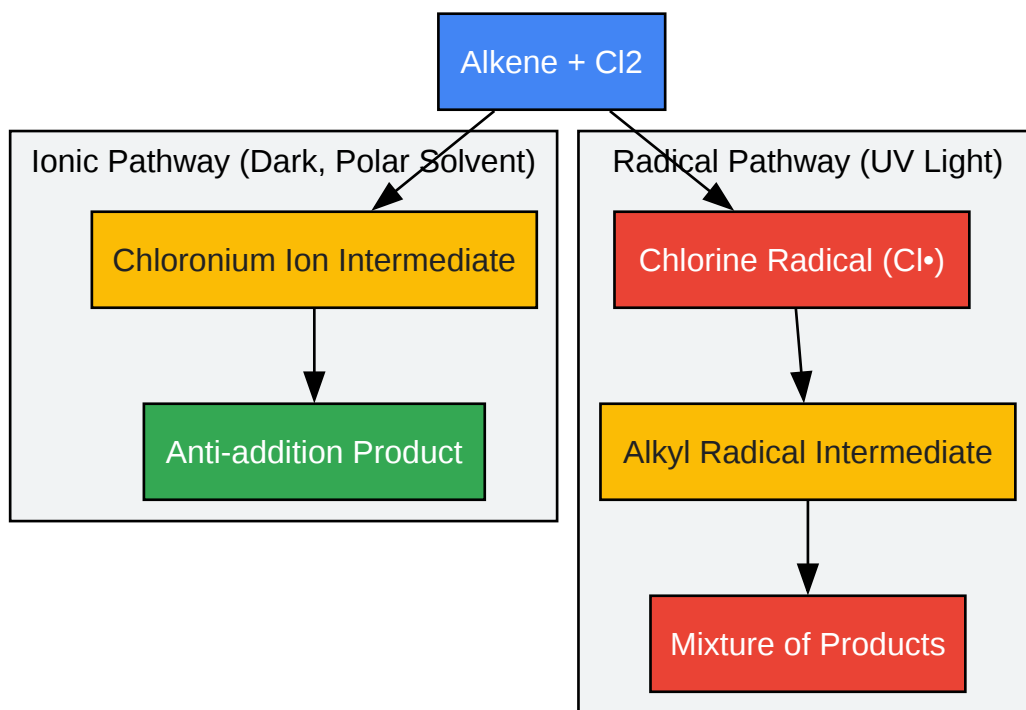 Alkene + Cl2
Ionic Pathway (Dark, Polar Solvent)
Chloronium Ion Intermediate
Anti-addition Product
Radical Pathway (UV Light)
Chlorine Radical (Cl•)
Alkyl Radical Intermediate
Mixture of Products